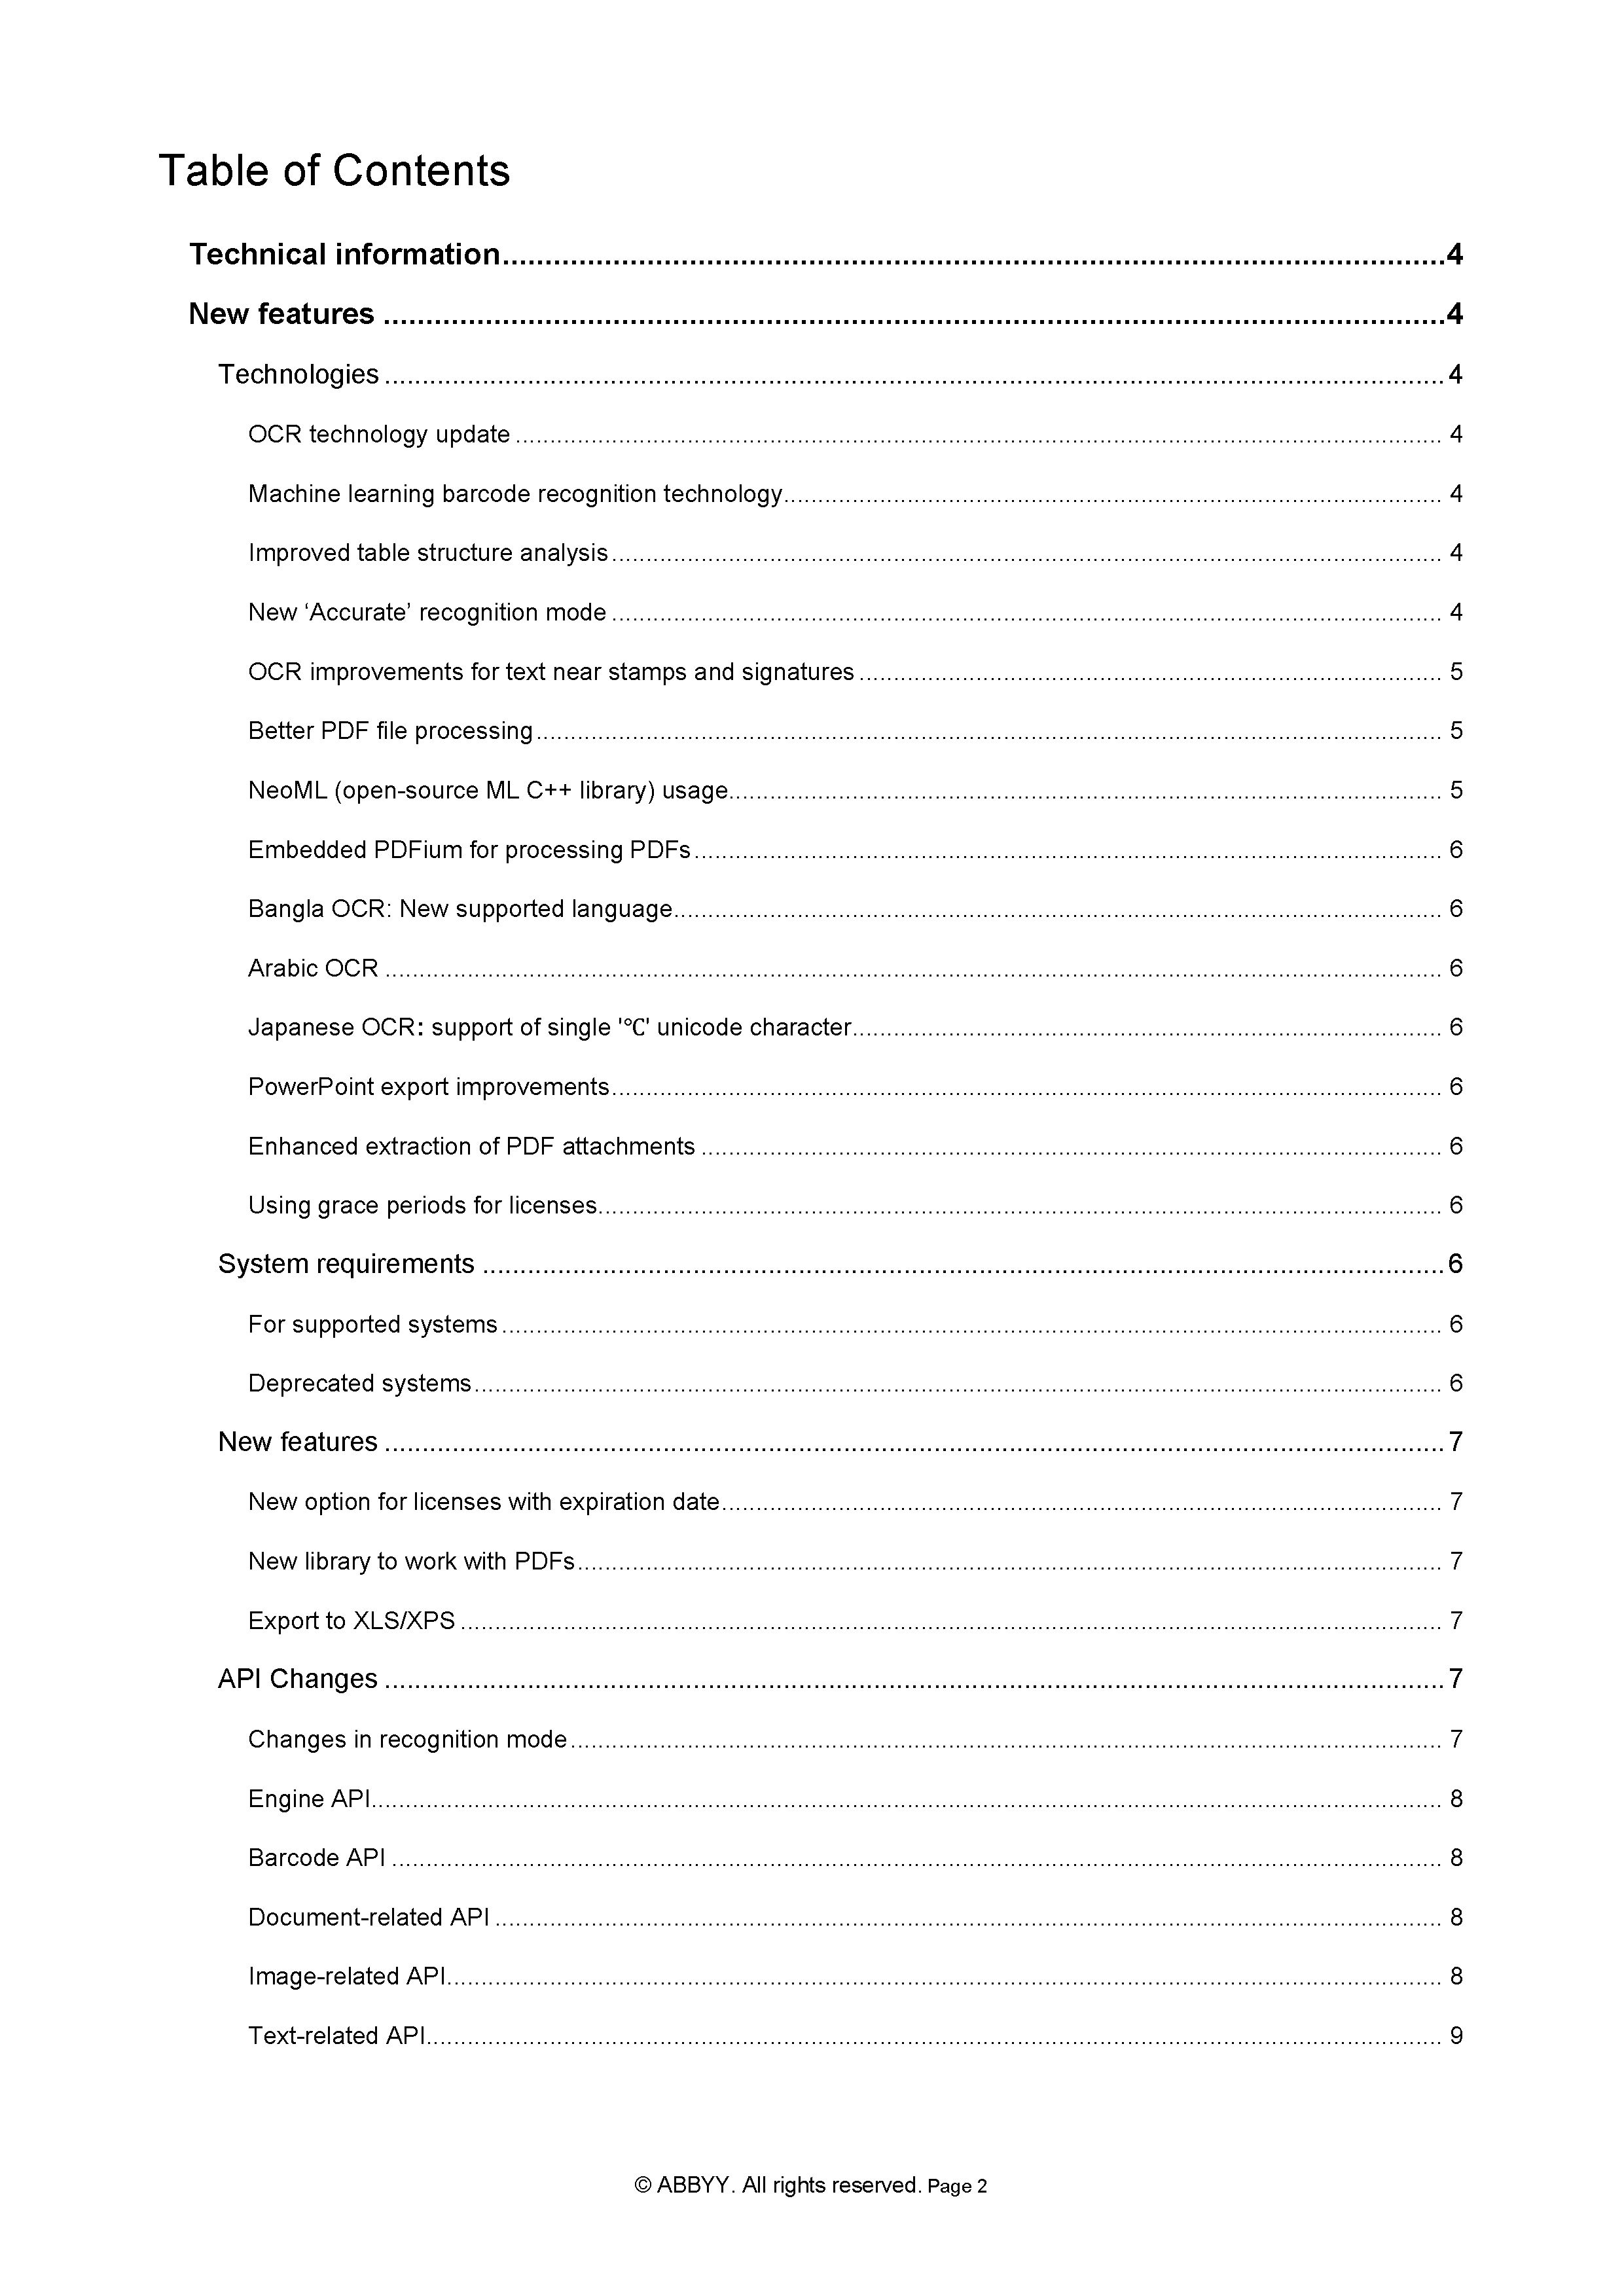 Table of Contents
Technical information..........4
New features ..........4
Technologies ..........4
OCR technology update .......... 4
Machine learning barcode recognition technology.......... 4
Improved table structure analysis .......... 4
New ‘Accurate’ recognition mode .......... 4
OCR improvements for text near stamps and signatures .......... 5
Better PDF file processing .......... 5
NeoML (open-source ML C++ library) usage.......... 5
Embedded PDFium for processing PDFs .......... 6
Bangla OCR: New supported language.......... 6
Arabic OCR .......... 6
Japanese OCR: support of single '℃' unicode character.......... 6
PowerPoint export improvements .......... 6
Enhanced extraction of PDF attachments .......... 6
Using grace periods for licenses.......... 6
System requirements ..........6
For supported systems .......... 6
Deprecated systems .......... 6
New features ..........7
New option for licenses with expiration date .......... 7
New library to work with PDFs .......... 7
Export to XLS/XPS .......... 7
API Changes ..........7
Changes in recognition mode .......... 7
Engine API.......... 8
Barcode API .......... 8
Document-related API .......... 8
Image-related API.......... 8
Text-related API.......... 9
© ABBYY. All rights reserved. Page 2